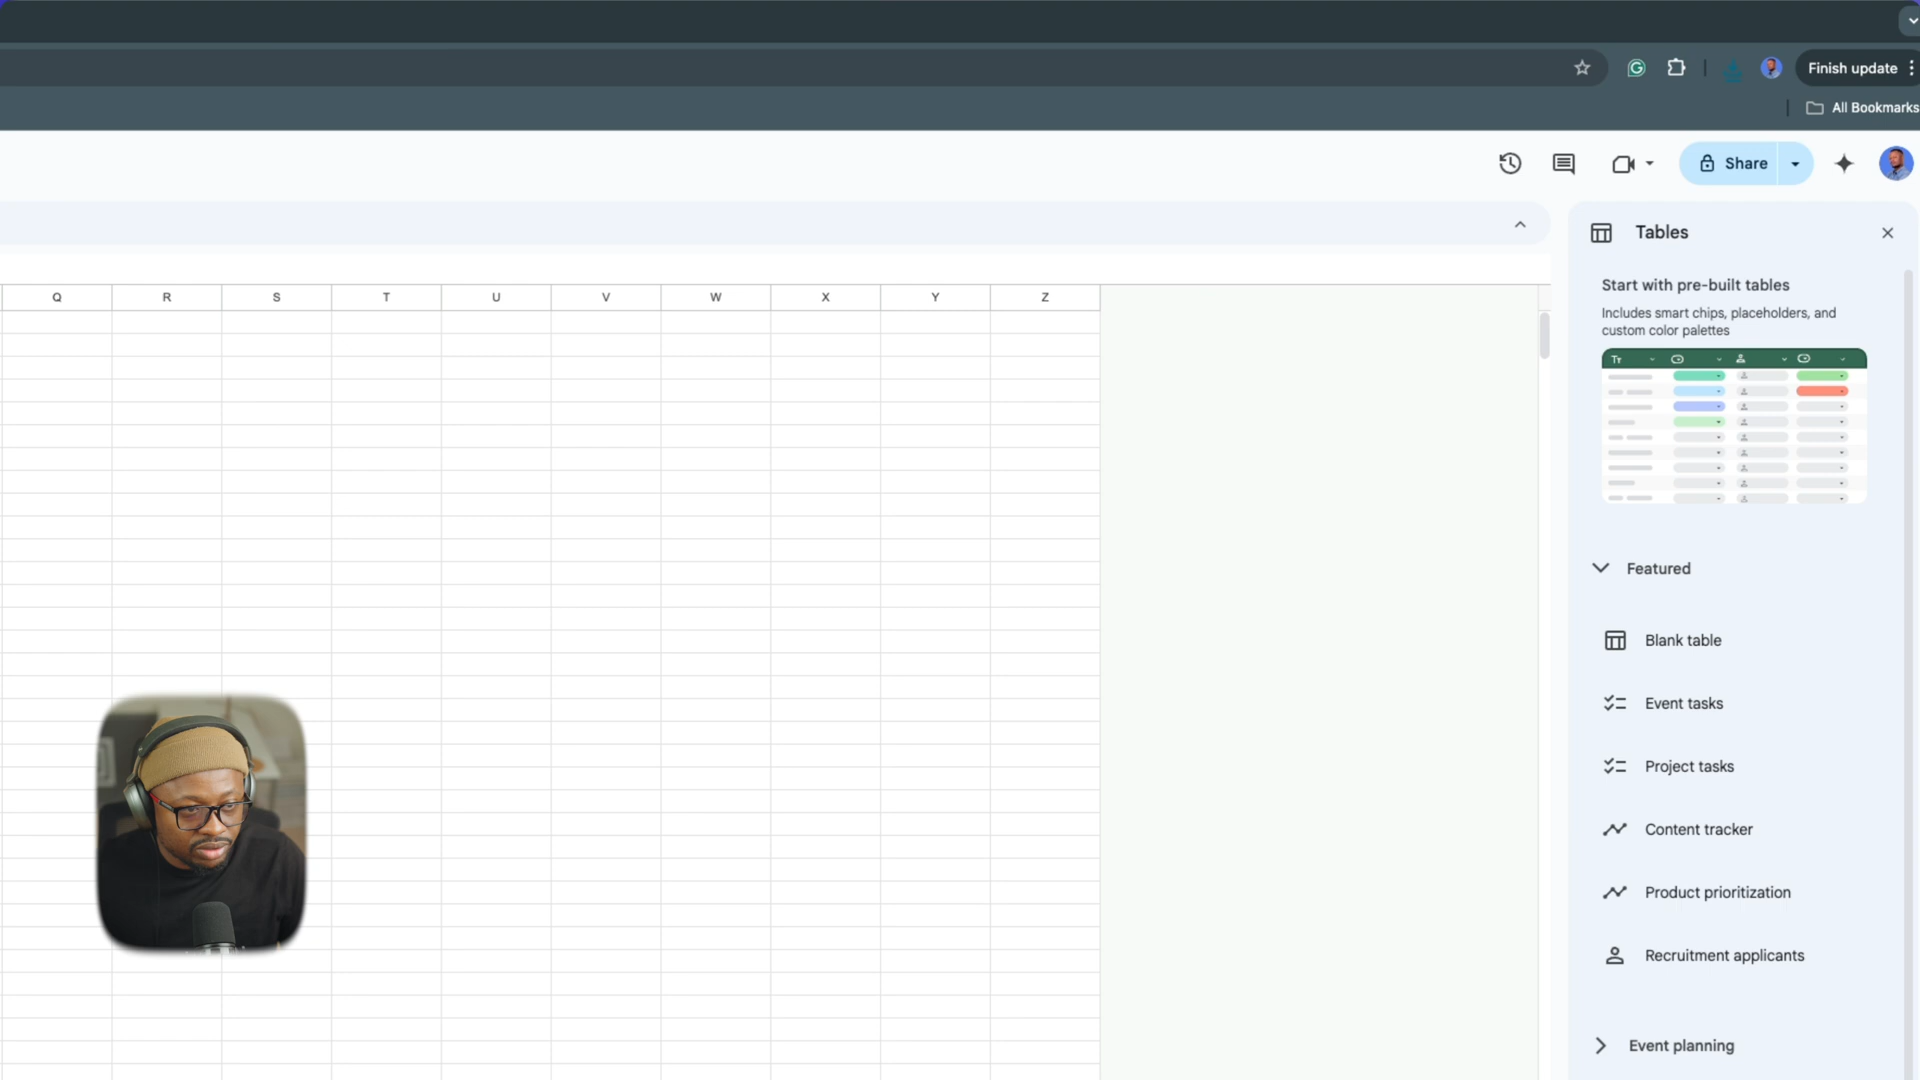 Finish update
All Bookmarks
Share
Tables
Q R S T U V W X Y Z
Start with pre-built tables
Includes smart chips, placeholders, and
custom color palettes
Tт
Featured
Blank table
Event tasks
Project tasks
Content tracker
Product prioritization
Recruitment applicants
Event planning